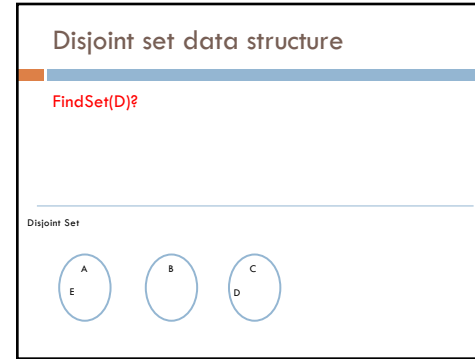 Disjoint set data structure
FindSet(D)?
Disjoint Set
A B C
E D